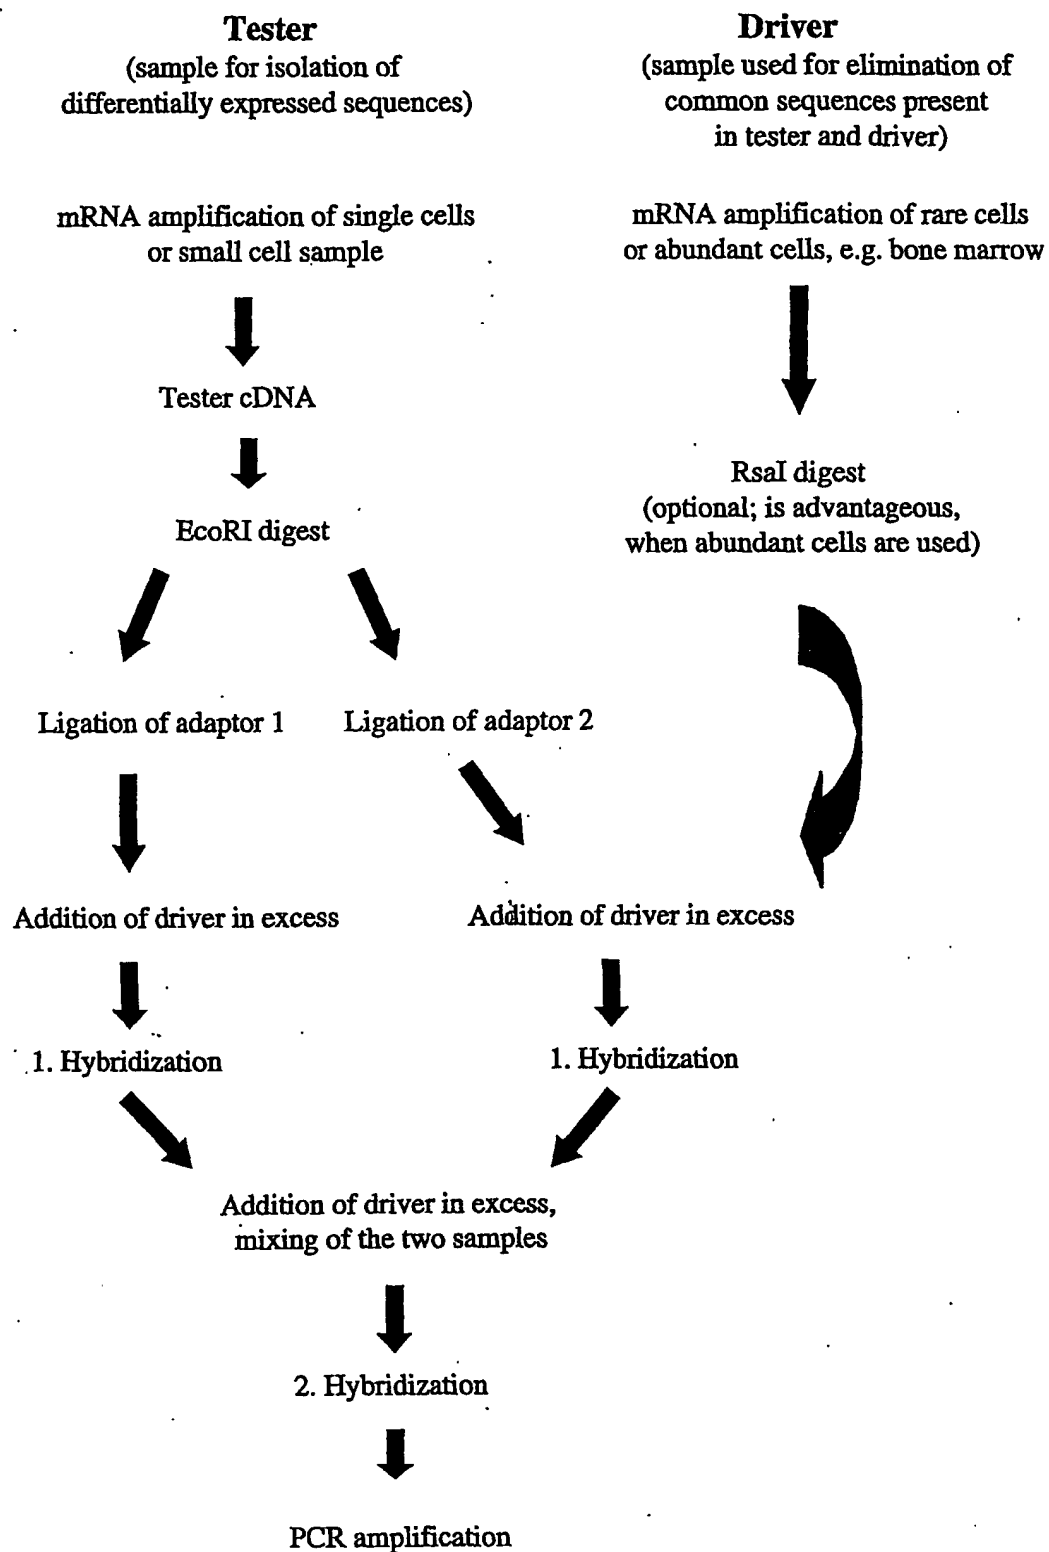 Tester
(sample for isolation of
differentially expressed sequences)
Driver
(sample used for elimination of
common sequences present
in tester and driver)
mRNA amplification of single cells
or small cell sample
mRNA amplification of rare cells
or abundant cells, e.g. bone marrow
Tester cDNA
EcoRI digest
RsaI digest
(optional; is advantageous,
when abundant cells are used)
Ligation of adaptor 1
Ligation of adaptor 2
Addition of driver in excess
Addition of driver in excess
1. Hybridization
1. Hybridization
Addition of driver in excess,
mixing of the two samples
2. Hybridization
PCR amplification